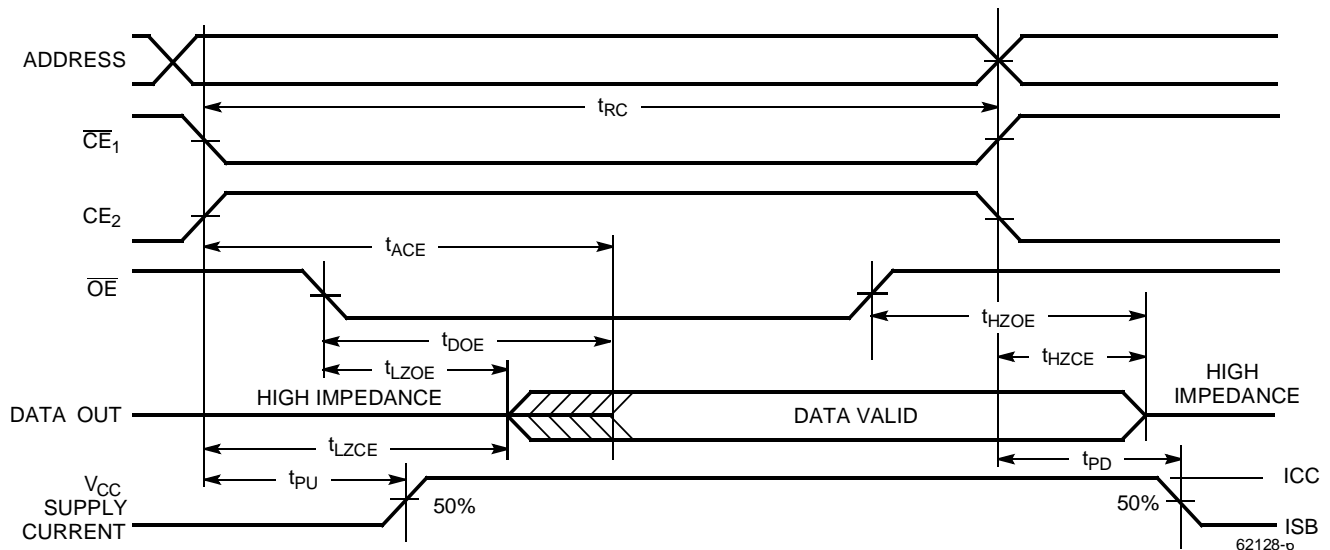 ADDRESS
tRC
CE1
CE2
tACE
OE
tHZOE
tDOE
tHZCE
tLZOE
HIGH IMPEDANCE
HIGH
IMPEDANCE
DATA OUT
DATA VALID
tLZCE
tPD
tPU
VCC
SUPPLY
CURRENT
50%
50%
ICC
ISB
62128-p